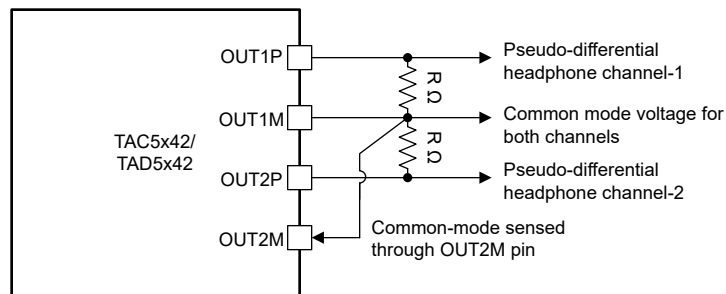 OUT1P
Pseudo-differential
headphone channel-1
R Ω
OUT1M
Common mode voltage for
both channels
TAC5x42/
TAD5x42
R Ω
OUT2P
Pseudo-differential
headphone channel-2
OUT2M
Common-mode sensed
through OUT2M pin